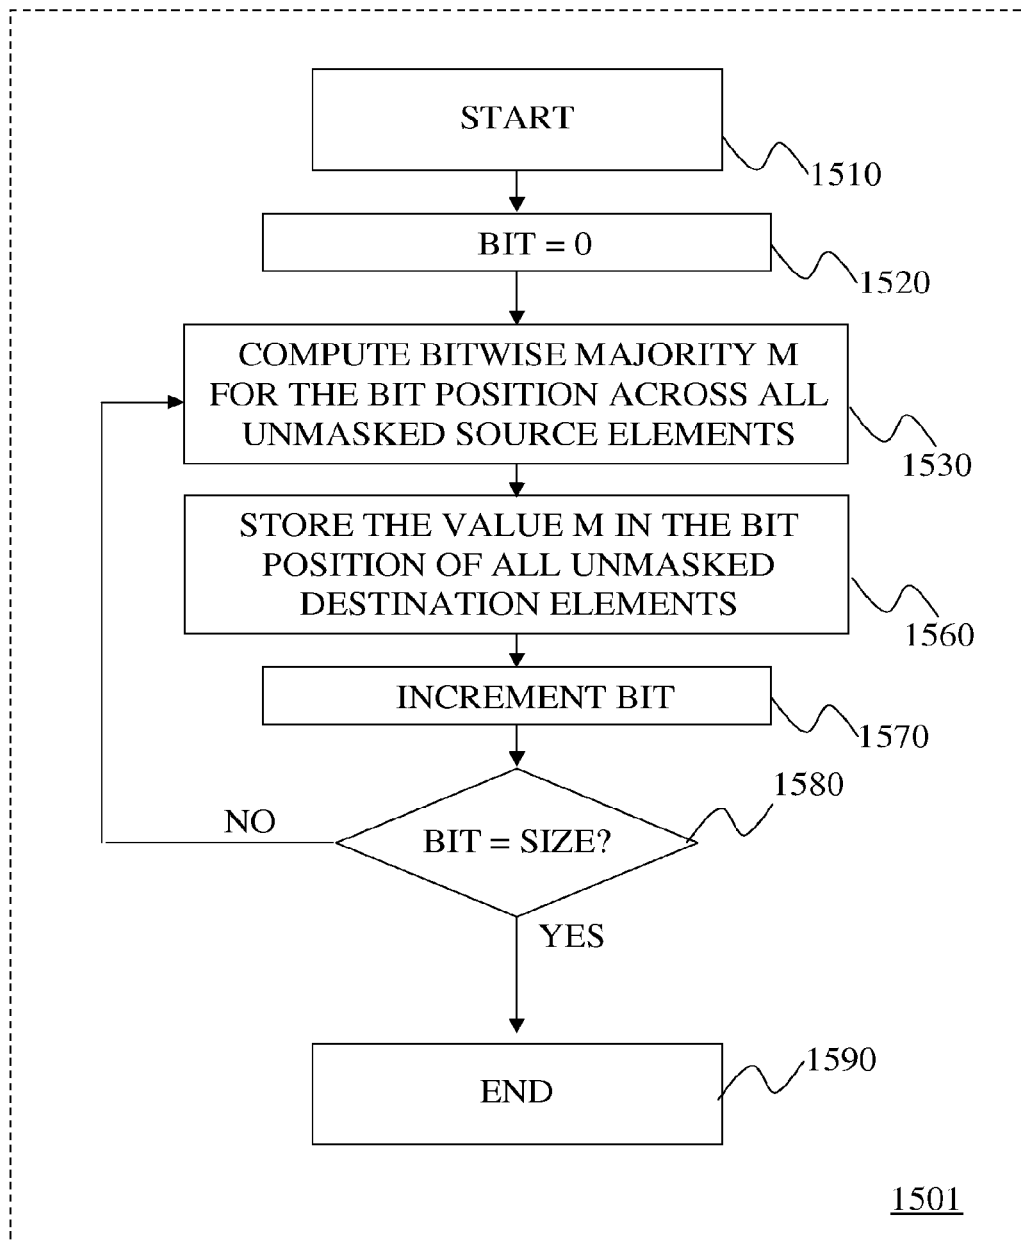 START
1510
BIT = 0
1520
COMPUTE BITWISE MAJORITY M
FOR THE BIT POSITION ACROSS ALL
UNMASKED SOURCE ELEMENTS
1530
STORE THE VALUE M IN THE BIT
POSITION OF ALL UNMASKED
DESTINATION ELEMENTS
1560
INCREMENT BIT
1570
1580
NO
BIT = SIZE?
YES
1590
END
1501